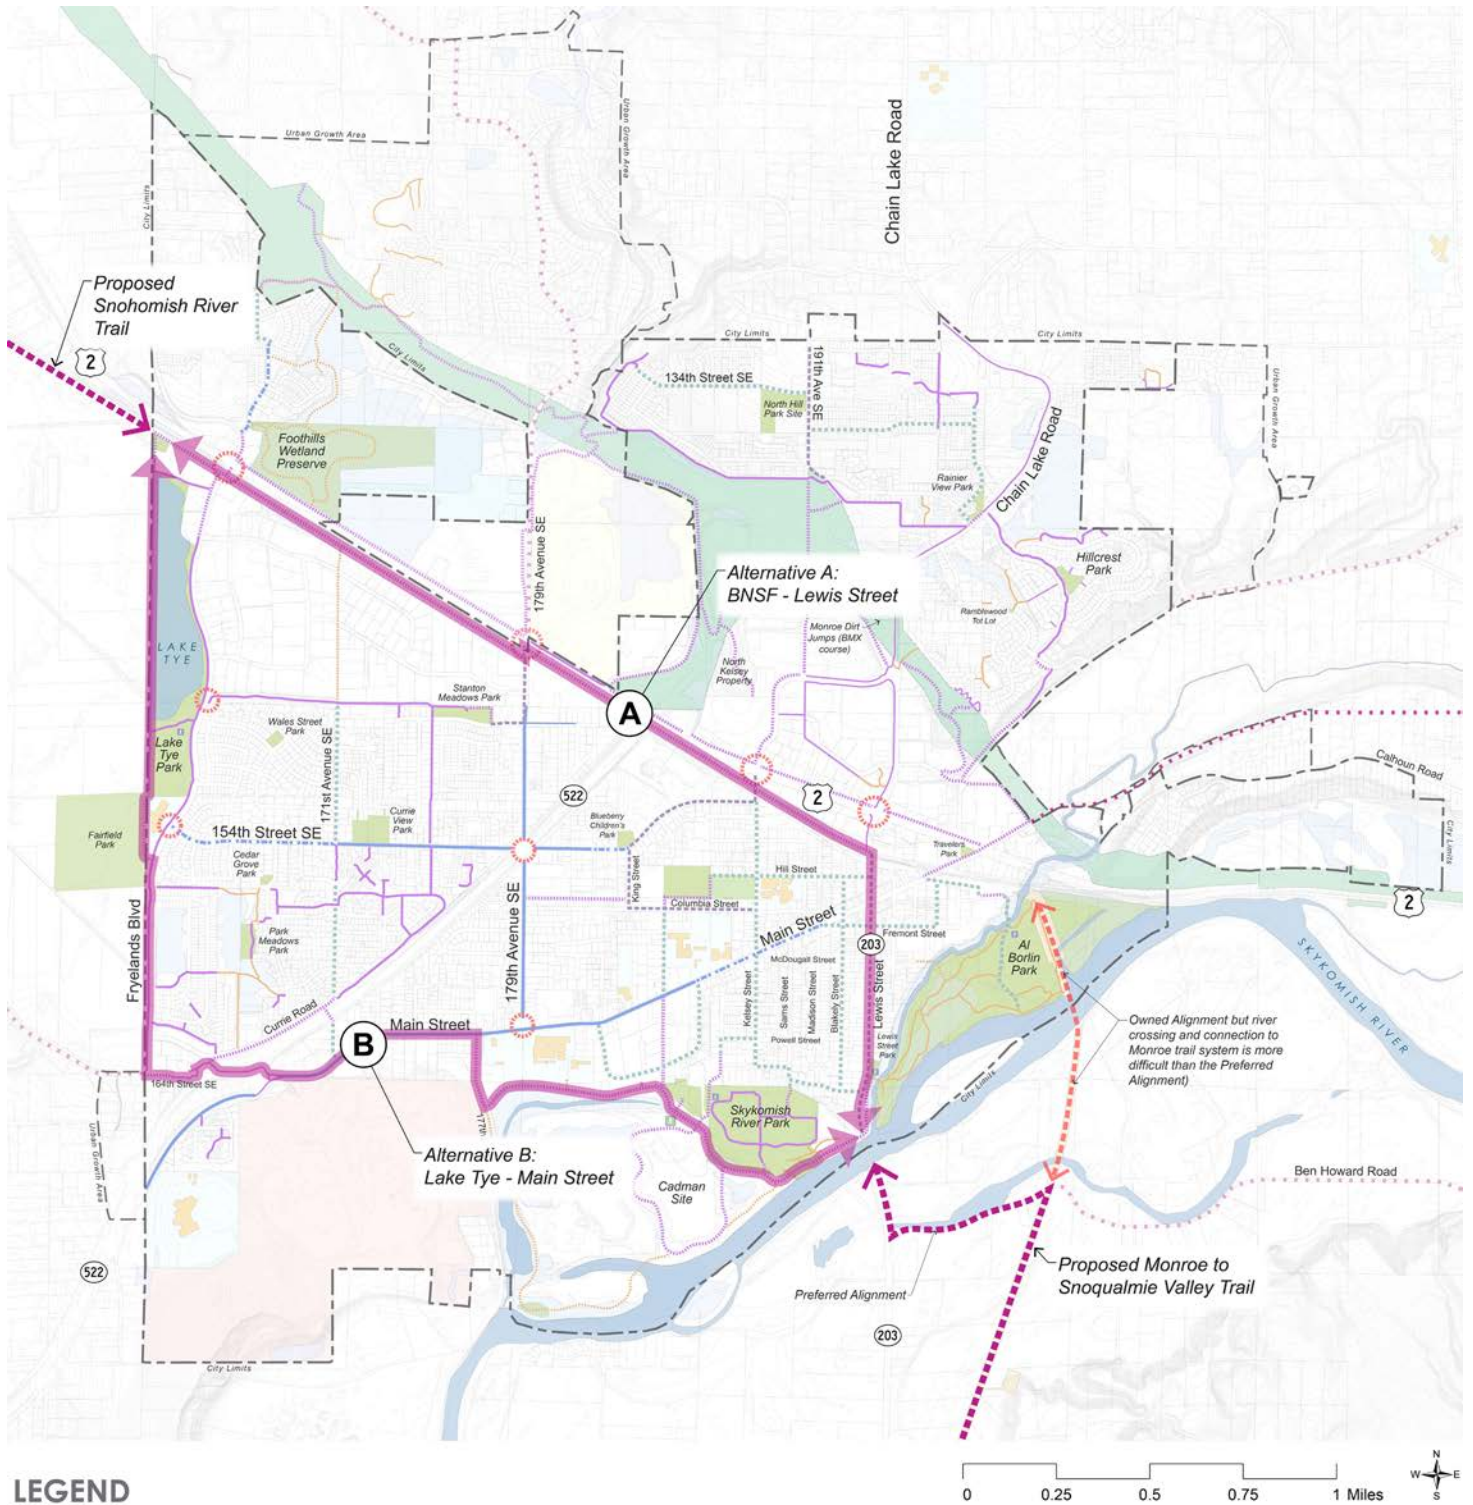 Urban Growth Area
Urban Growth Area
Chain Lake Road
City Limits
Proposed
Snohomish River
Trail
2
City Limits
City Limits
City Limits
134th Street SE
191th Ave SE
North Hill
Park Site
Urban Growth Area
Foothills
Wetland
Preserve
Rainier
View Park
Chain Lake Road
179th Avenue SE
Hillcrest
Park
Alternative A:
BNSF - Lewis Street
Ramblewood
Tot Lot
Monroe Dirt
Jumps (BMX
course)
LAKE
TYE
North
Kelsey
Property
Stanton
Meadows Park
A
Wales Street
Park
171st Avenue SE
Lake
Tye
Park
Calhoun Road
522
2
Fairfield
Park
154th Street SE
Currie
View
Park
Blueberry
Children's
Park
City Limits
Travelers
Park
Cedar
Grove
Park
King Street
Hill Street
Columbia Street
2
179th Avenue SE
Main Street
Fremont Street
203
Park
Meadows
Park
Al
Borlin
Park
SKYKOMISH RIVER
Fryelands Blvd
McDougall Street
Kelsey Street
Sams Street
Madison Street
Blakely Street
Lewis Street
Currie Road
Main Street
B
Powell Street
Lewis
Street
Park
Owned Alignment but river
crossing and connection to
Monroe trail system is more
difficult than the Preferred
Alignment)
164th Street SE
City Limits
Skykomish
River Park
177th
Urban Growth Area
Alternative B:
Lake Tye - Main Street
Cadman
Site
Ben Howard Road
522
Proposed Monroe to
Snoqualmie Valley Trail
Preferred Alignment
203
City Limits
LEGEND
0 0.25 0.5 0.75 1 Miles
N
W E
S